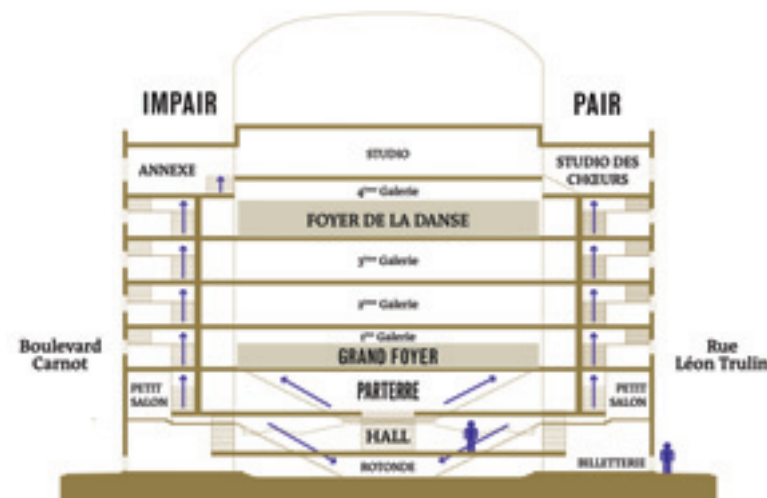 IMPAIR
PAIR
STUDIO
ANNEXE
STUDIO DES
CHŒURS
4ème Galerie
FOYER DE LA DANSE
3ème Galerie
2ème Galerie
1ère Galerie
GRAND FOYER
Boulevard
Carnot
Rue
Léon Trulin
PETIT
SALON
PARTERRE
PETIT
SALON
HALL
ROTONDE
BILLETTERIE